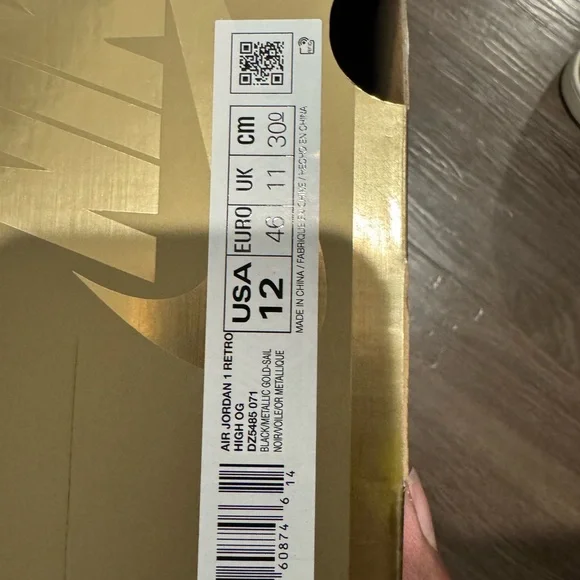 AIR JORDAN 1 RETRO
HIGH OG
DZ5485 071
BLACK/METALLIC GOLD-SAIL
NOIR/VOILE/OR METALLIQUE
USA EURO UK cm
12 46 11 30
MADE IN CHINA / FABRIQUE EN CHINE / HECHO EN CHINA
60874 6 14